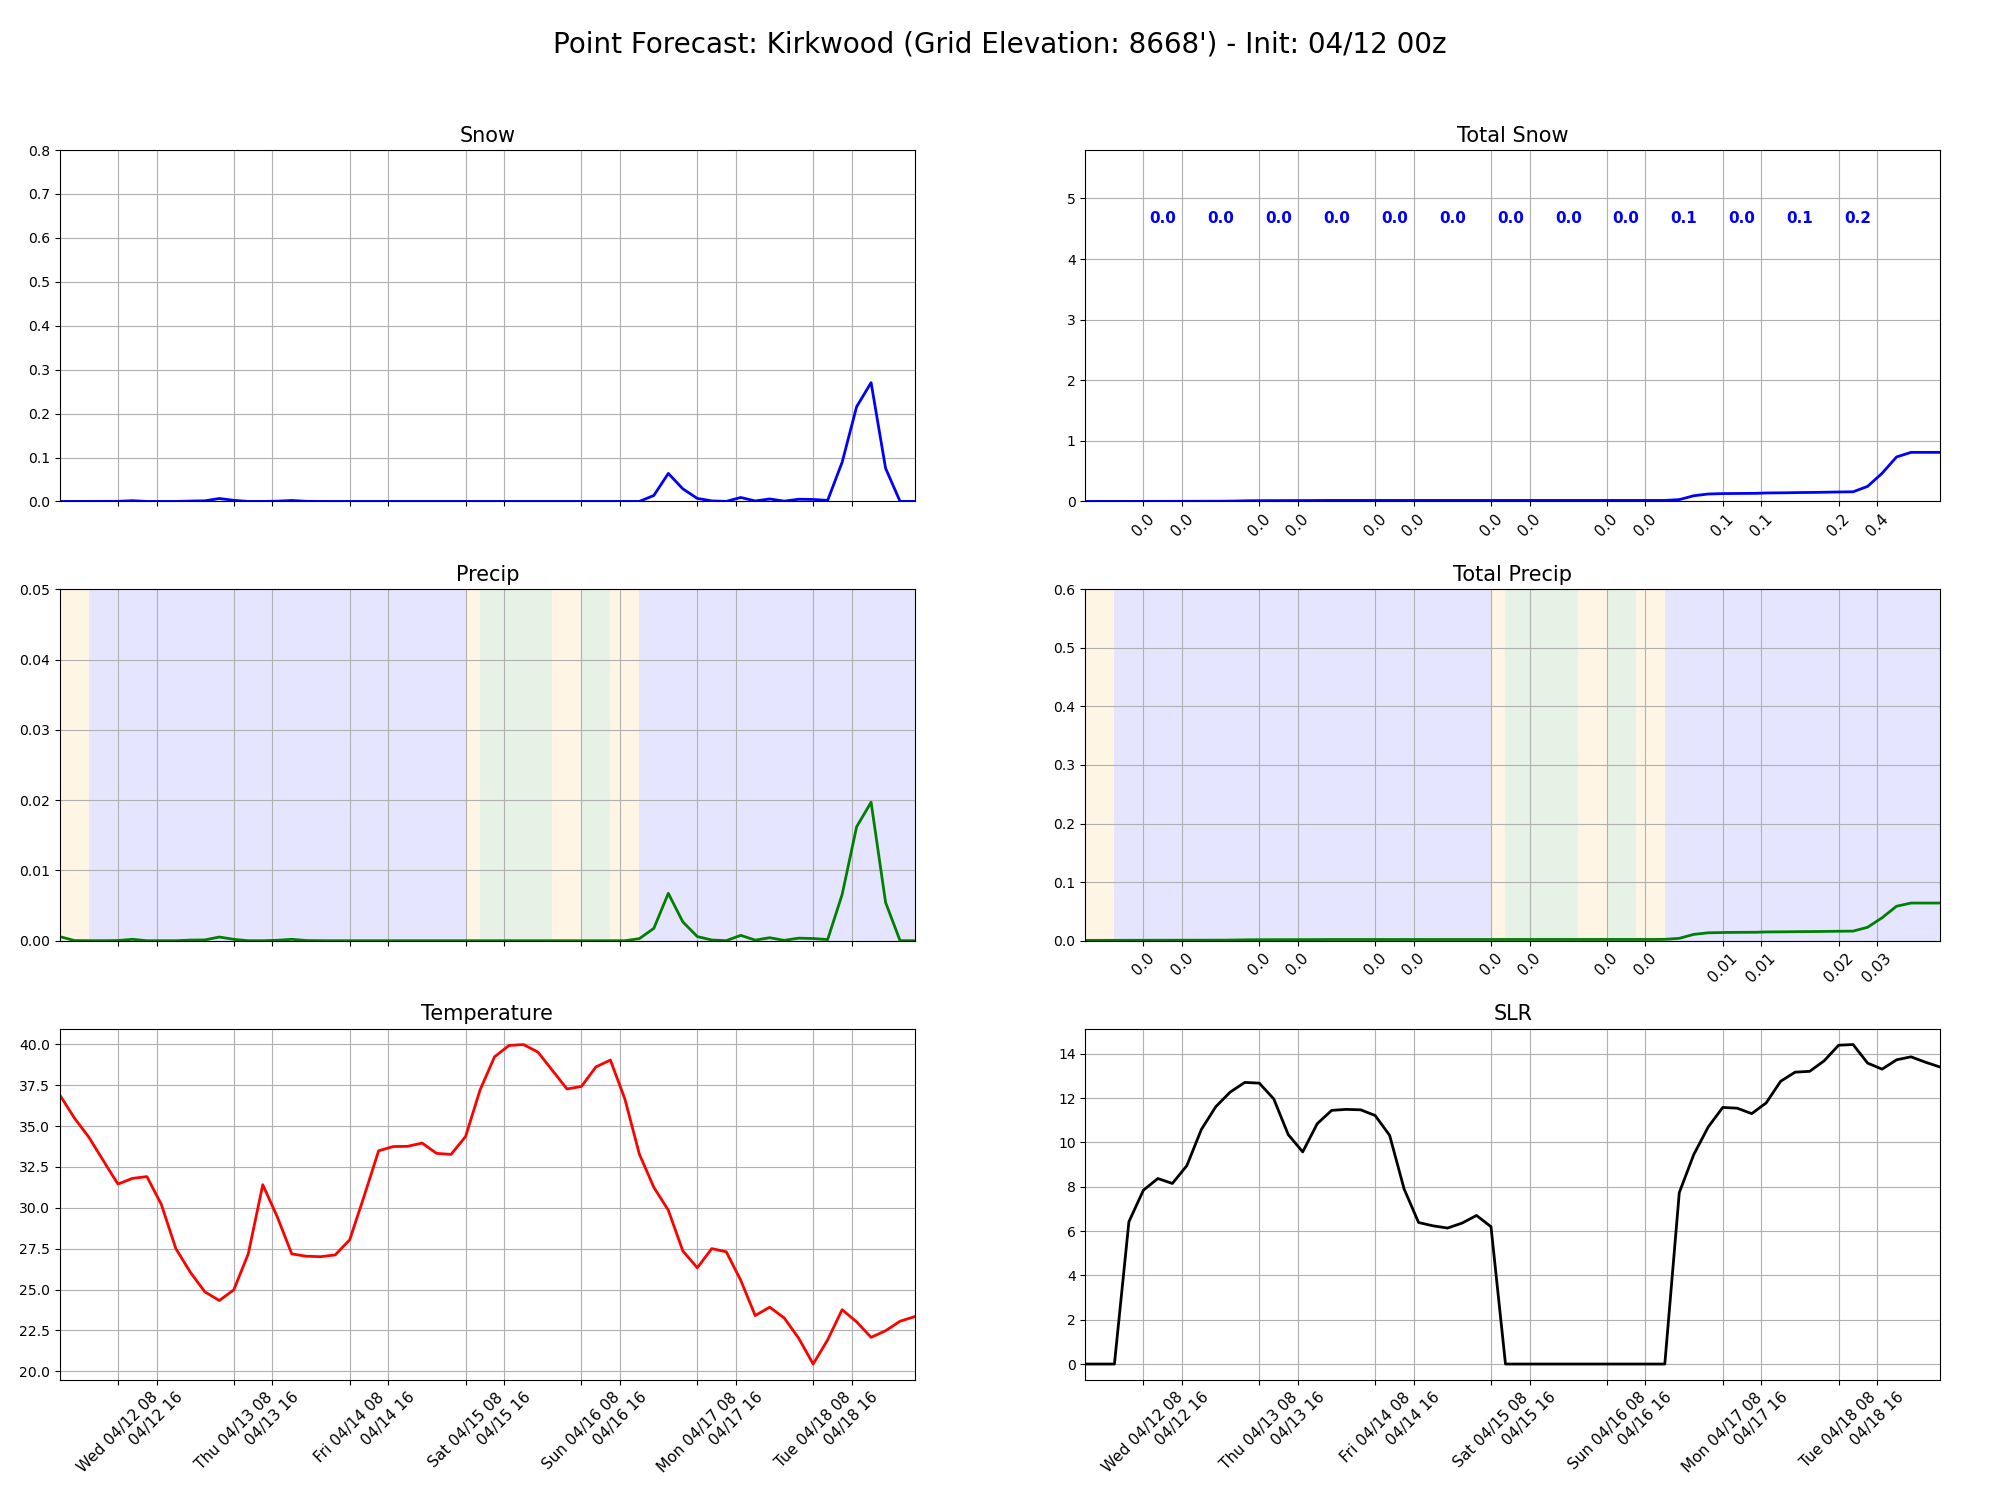 Point Forecast: Kirkwood (Grid Elevation: 8668') - Init: 04/12 00z
Snow
0.8
0.7
0.6
0.5
0.4
0.3
0.2
0.1
0.0
Total Snow
5
4
3
2
1
0
0.0 0.0 0.0 0.0 0.0 0.0 0.0 0.0 0.0 0.1 0.0 0.1 0.2
0.0 0.0 0.0 0.0 0.0 0.0 0.0 0.0 0.0 0.0 0.1 0.1 0.2 0.4
Precip
0.05
0.04
0.03
0.02
0.01
0.00
Total Precip
0.6
0.5
0.4
0.3
0.2
0.1
0.0
0.0 0.0 0.0 0.0 0.0 0.0 0.0 0.0 0.0 0.0 0.01 0.01 0.02 0.03
Temperature
40.0
37.5
35.0
32.5
30.0
27.5
25.0
22.5
20.0
Wed 04/12 08
04/12 16
Thu 04/13 08
04/13 16
Fri 04/14 08
04/14 16
Sat 04/15 08
04/15 16
Sun 04/16 08
04/16 16
Mon 04/17 08
04/17 16
Tue 04/18 08
04/18 16
SLR
14
12
10
8
6
4
2
0
Wed 04/12 08
04/12 16
Thu 04/13 08
04/13 16
Fri 04/14 08
04/14 16
Sat 04/15 08
04/15 16
Sun 04/16 08
04/16 16
Mon 04/17 08
04/17 16
Tue 04/18 08
04/18 16